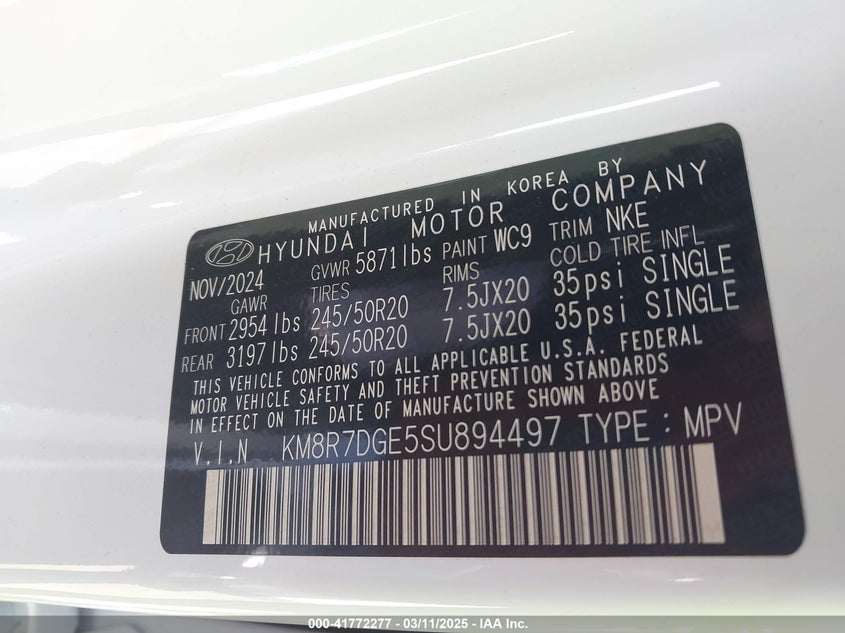 MANUFACTURED IN KOREA BY
HYUNDAI MOTOR COMPANY
NOV/2024 GVWR 5871lbs PAINT WC9 TRIM NKE
GAWR TIRES RIMS COLD TIRE INFL
FRONT 2954lbs 245/50R20 7.5JX20 35psi SINGLE
REAR 3197lbs 245/50R20 7.5JX20 35psi SINGLE
THIS VEHICLE CONFORMS TO ALL APPLICABLE U.S.A. FEDERAL
MOTOR VEHICLE SAFETY AND THEFT PREVENTION STANDARDS
IN EFFECT ON THE DATE OF MANUFACTURE SHOWN ABOVE
V.I.N KM8R7DGE5SU894497 TYPE: MPV
000-41772277 - 03/11/2025 - IAA Inc.